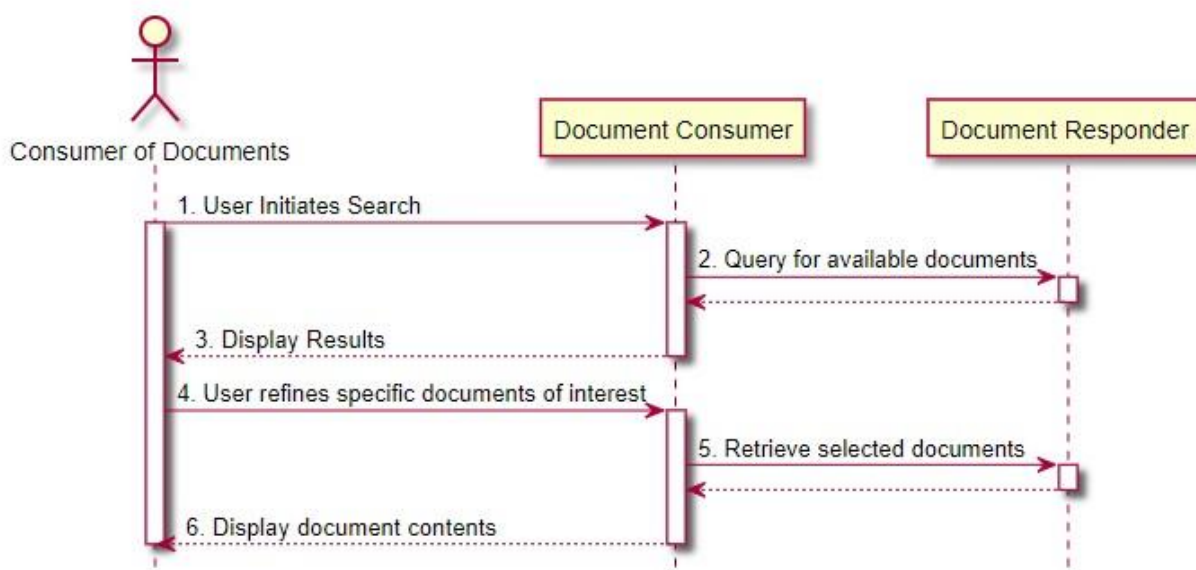 Consumer of Documents
Document Consumer
Document Responder
1. User Initiates Search
2. Query for available documents
3. Display Results
4. User refines specific documents of interest
5. Retrieve selected documents
6. Display document contents